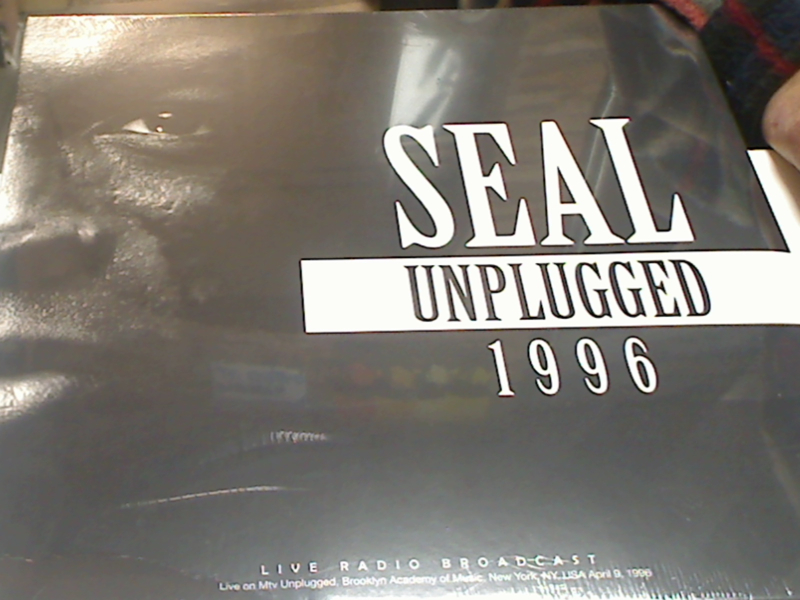 SEAL
UNPLUGGED
1996
LIVE RADIO BROADCAST
Live on Mtv Unplugged, Brooklyn Academy of Music, New York, NY, USA April 9, 1996